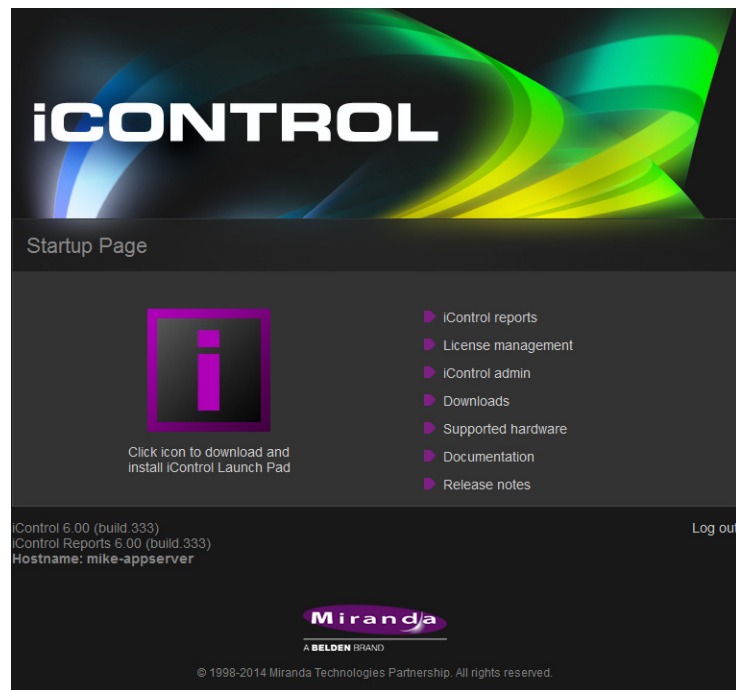 iCONTROL
Startup Page
i
Click icon to download and
install iControl Launch Pad
iControl reports
License management
iControl admin
Downloads
Supported hardware
Documentation
Release notes
iControl 6.00 (build.333)
iControl Reports 6.00 (build.333)
Hostname: mike-appserver
Log out
Miranda
A BELDEN BRAND
© 1998-2014 Miranda Technologies Partnership. All rights reserved.